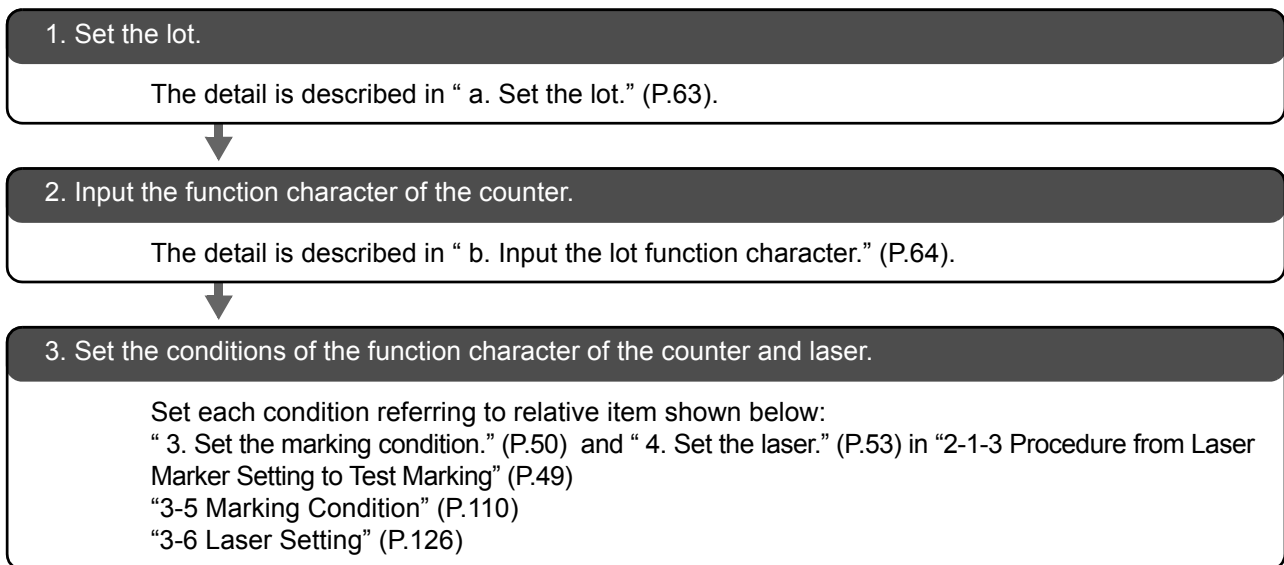 1. Set the lot.
The detail is described in “ a. Set the lot.” (P.63).
2. Input the function character of the counter.
The detail is described in “ b. Input the lot function character.” (P.64).
3. Set the conditions of the function character of the counter and laser.
Set each condition referring to relative item shown below:
“ 3. Set the marking condition.” (P.50)  and “ 4. Set the laser.” (P.53) in “2-1-3 Procedure from Laser
Marker Setting to Test Marking” (P.49)
“3-5 Marking Condition” (P.110)
“3-6 Laser Setting” (P.126)